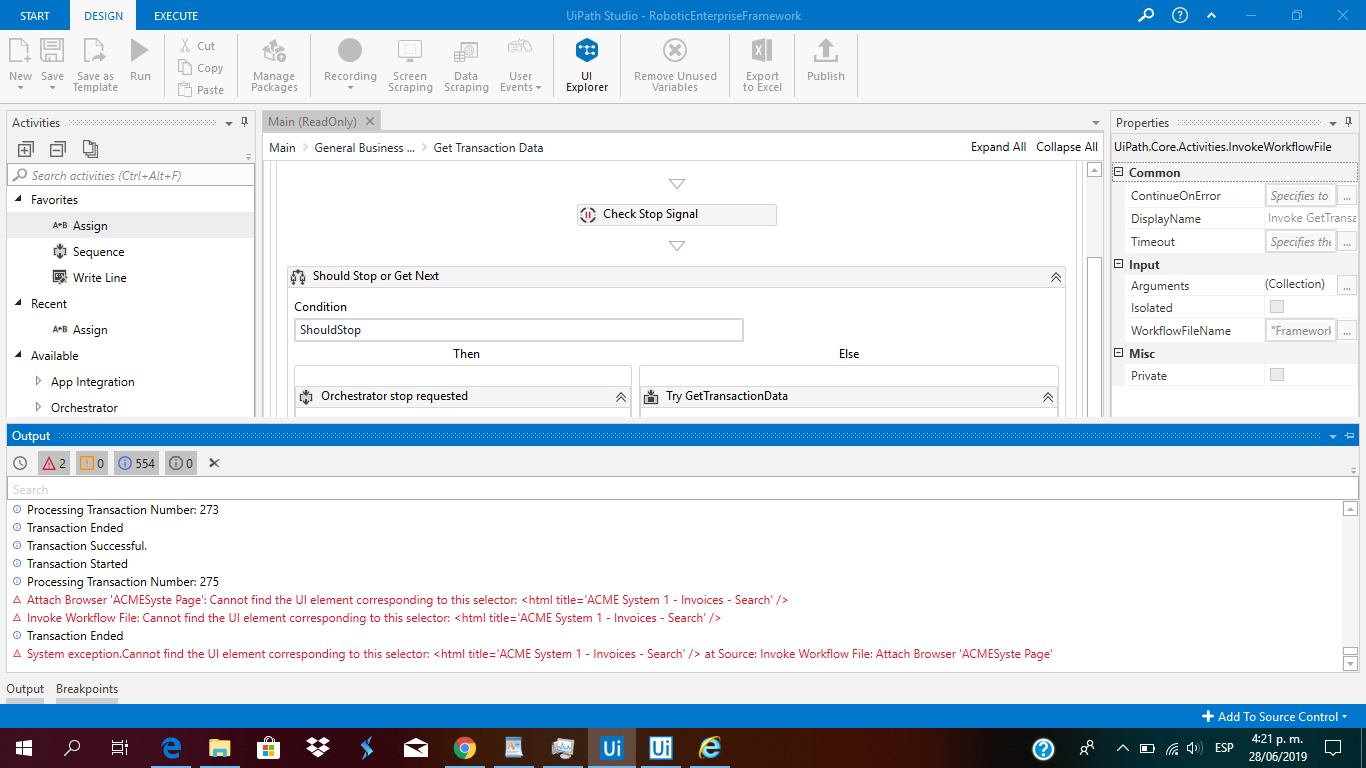 START DESIGN EXECUTE UiPath Studio - RoboticEnterpriseFramework
New Save Save as Template Run
Cut
Copy
Paste
Manage Packages
Recording
Screen Scraping
Data Scraping
User Events
UI Explorer
Remove Unused Variables
Export to Excel
Publish
Activities
Search activities (Ctrl+Alt+F)
Favorites
A+B Assign
Sequence
Write Line
Recent
A+B Assign
Available
App Integration
Orchestrator
Main (ReadOnly)
Main > General Business ... > Get Transaction Data Expand All Collapse All
Check Stop Signal
Should Stop or Get Next
Condition
ShouldStop
Then Else
Orchestrator stop requested Try GetTransactionData
Properties
UiPath.Core.Activities.InvokeWorkflowFile
Common
ContinueOnError Specifies to ...
DisplayName Invoke GetTransa
Timeout Specifies the ...
Input
Arguments (Collection) ...
Isolated
WorkflowFileName "Framework ...
Misc
Private
Output
2 0 554 0
Search
Processing Transaction Number: 273
Transaction Ended
Transaction Successful.
Transaction Started
Processing Transaction Number: 275
Attach Browser 'ACMESyste Page': Cannot find the UI element corresponding to this selector: <html title='ACME System 1 - Invoices - Search' />
Invoke Workflow File: Cannot find the UI element corresponding to this selector: <html title='ACME System 1 - Invoices - Search' />
Transaction Ended
System exception.Cannot find the UI element corresponding to this selector: <html title='ACME System 1 - Invoices - Search' /> at Source: Invoke Workflow File: Attach Browser 'ACMESyste Page'
Output Breakpoints
Add To Source Control
Ui Ui ESP 4:21 p. m.
28/06/2019